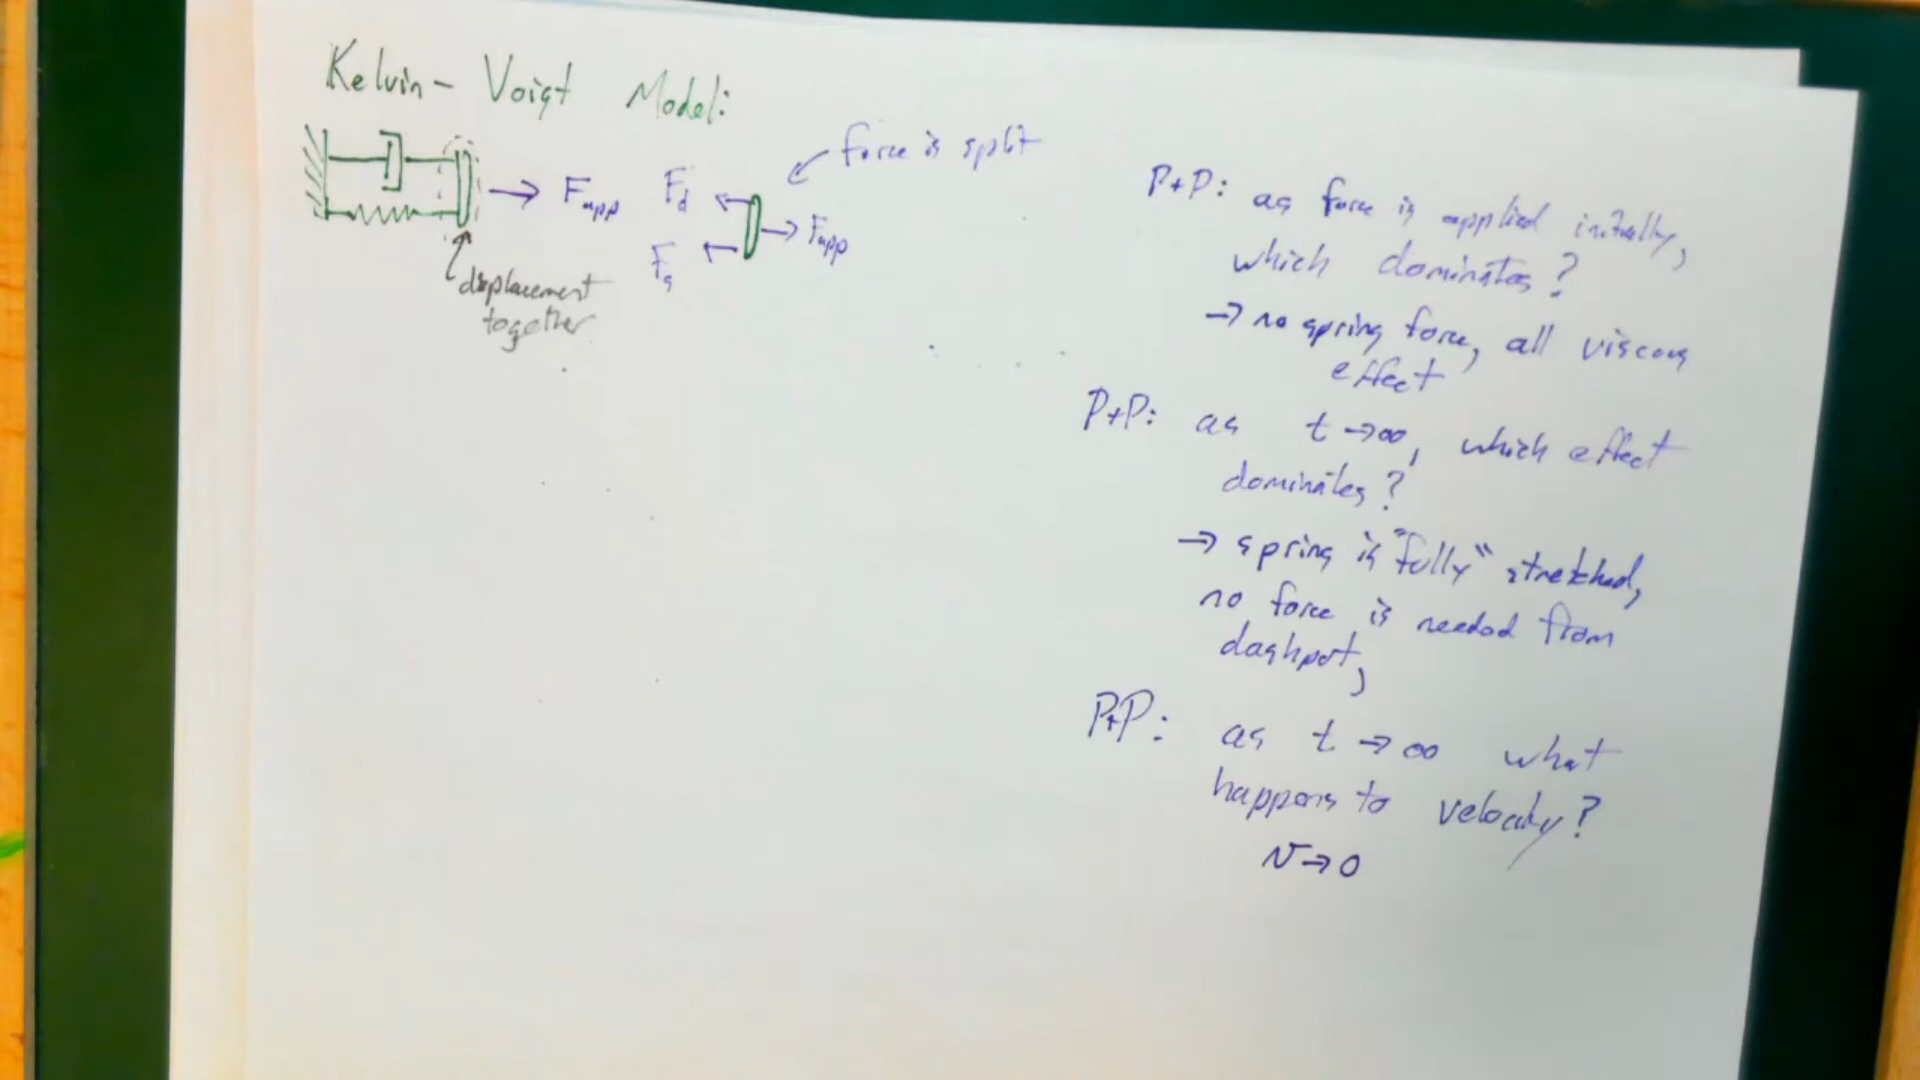 Kelvin-Voigt Model:
force is split
F_app
F_d
F_app
F_s
displacement
together
P+P: as force is applied initially,
which dominates?
→ no spring force, all viscous
effect
P+P: as t→∞, which effect
dominates?
→ spring is "fully" stretched,
no force is needed from
dashpot,
P+P: as t→∞ what
happens to velocity?
v→0